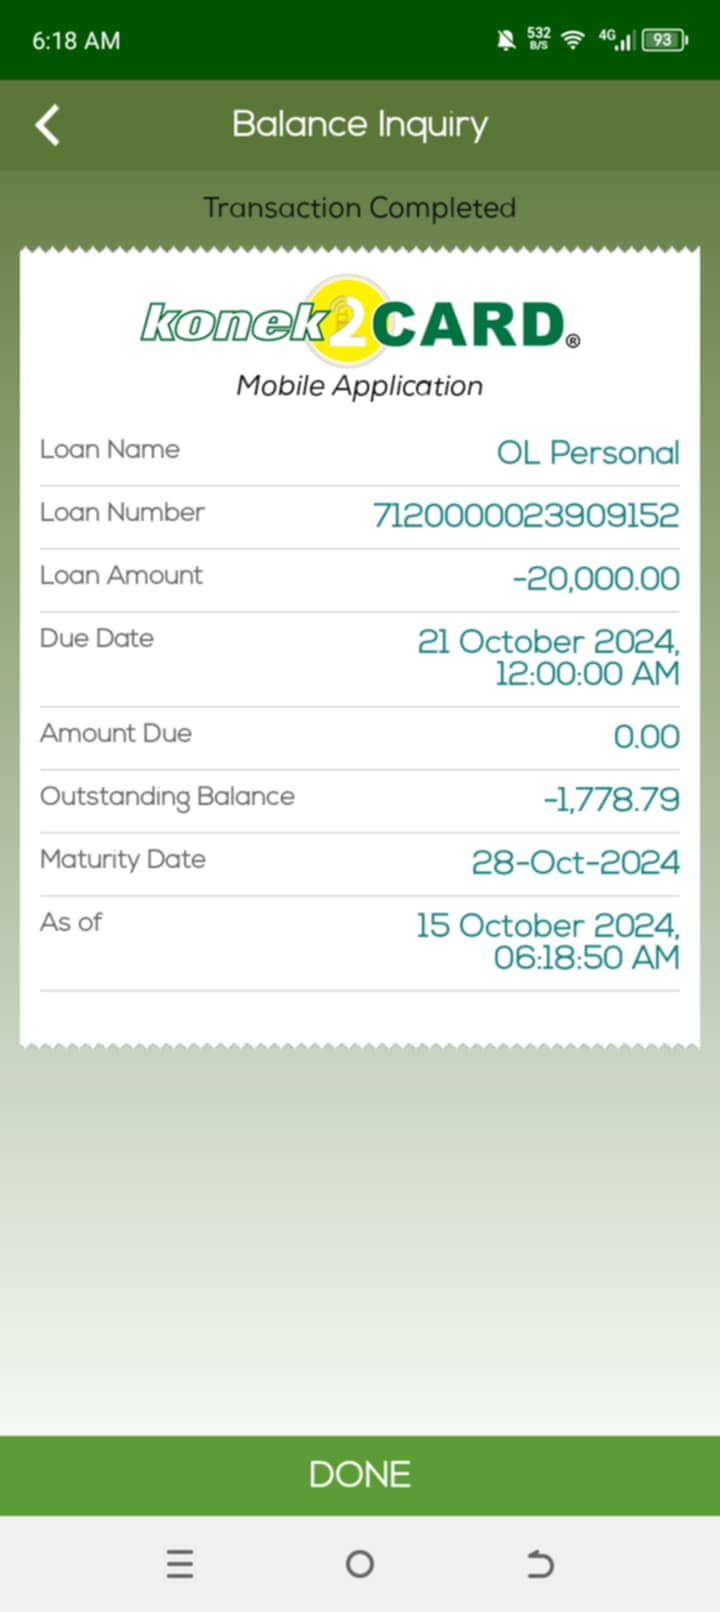 6:18 AM
532
B/S
4G
93
Balance Inquiry
Transaction Completed
konek2CARD®
Mobile Application
Loan Name
OL Personal
Loan Number
7120000023909152
Loan Amount
-20,000.00
Due Date
21 October 2024,
12:00:00 AM
Amount Due
0.00
Outstanding Balance
-1,778.79
Maturity Date
28-Oct-2024
As of
15 October 2024,
06:18:50 AM
DONE